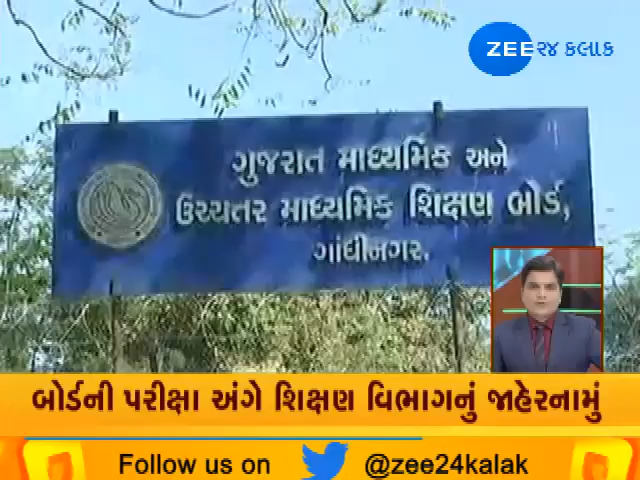 ZEE ૨૪ કલાક
ગુજરાત માધ્યમિક અને
ઉચ્ચતર માધ્યમિક શિક્ષણ બોર્ડ,
ગાંધીનગર.
બોર્ડની પરીક્ષા અંગે શિક્ષણ વિભાગનું જાહેરનામું
Follow us on @zee24kalak